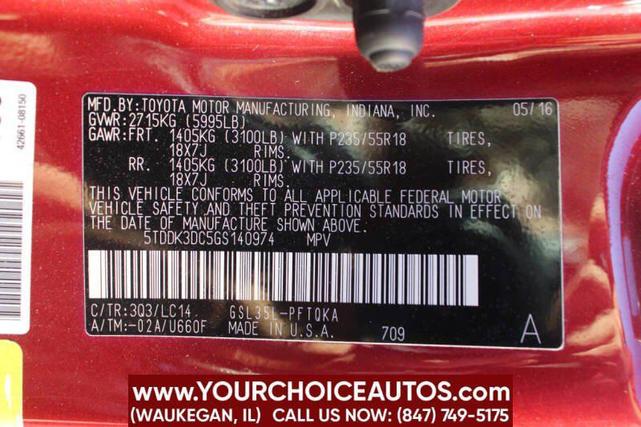 MFD.BY:TOYOTA MOTOR MANUFACTURING, INDIANA, INC. 05/16
GVWR:2715KG (5995LB)
GAWR:FRT. 1405KG (3100LB) WITH P235/55R18 TIRES,
18X7J RIMS.
RR. 1405KG (3100LB) WITH P235/55R18 TIRES,
18X7J RIMS.
THIS VEHICLE CONFORMS TO ALL APPLICABLE FEDERAL MOTOR
VEHICLE SAFETY AND THEFT PREVENTION STANDARDS IN EFFECT ON
THE DATE OF MANUFACTURE SHOWN ABOVE.
5TDDK3DC5GS140974 MPV
C/TR:3Q3/LC14 GSL35L-PFTQKA
A/TM:-02A/U660F MADE IN U.S.A. 709 A
42661-08150
WWW.YOURCHOICEAUTOS.COM
(WAUKEGAN, IL) CALL US NOW: (847) 749-5175